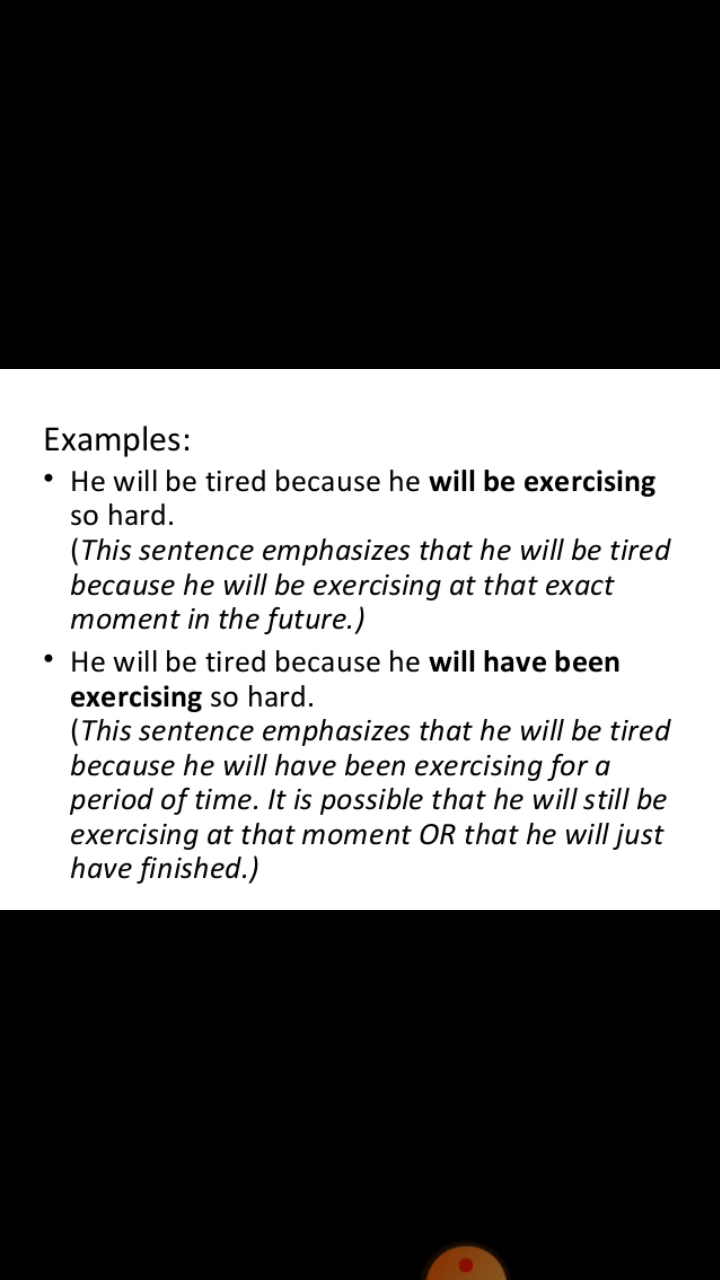 Examples:
• He will be tired because he will be exercising
so hard.
(This sentence emphasizes that he will be tired
because he will be exercising at that exact
moment in the future.)
• He will be tired because he will have been
exercising so hard.
(This sentence emphasizes that he will be tired
because he will have been exercising for a
period of time. It is possible that he will still be
exercising at that moment OR that he will just
have finished.)